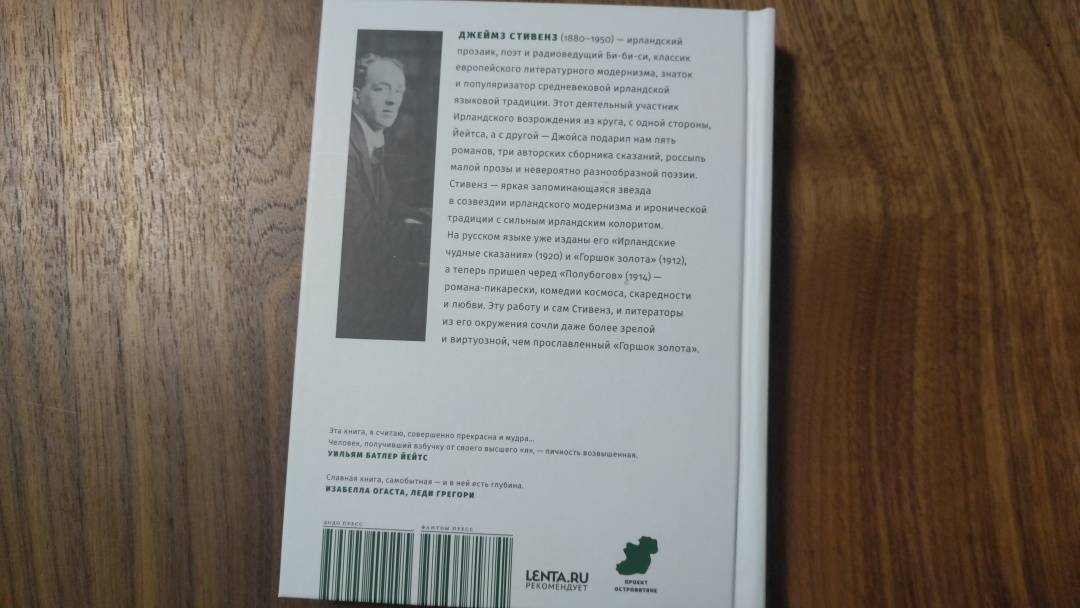 ДЖЕЙМЗ СТИВЕНЗ (1880–1950) — ирландский
прозаик, поэт и радиоведущий Би-би-си, классик
европейского литературного модернизма, знаток
и популяризатор средневековой ирландской
языковой традиции. Этот деятельный участник
Ирландского возрождения из круга, с одной стороны,
Йейтса, а с другой — Джойса подарил нам пять
романов, три авторских сборника сказаний, россыпь
малой прозы и невероятно разнообразной поэзии.
Стивенз — яркая запоминающаяся звезда
в созвездии ирландского модернизма и иронической
традиции с сильным ирландским колоритом.
На русском языке уже изданы его «Ирландские
чудные сказания» (1920) и «Горшок золота» (1912),
а теперь пришел черед «Полубогов» (1914) —
романа-пикарески, комедии космоса, скаредности
и любви. Эту работу и сам Стивенз, и литераторы
из его окружения сочли даже более зрелой
и виртуозной, чем прославленный «Горшок золота».
Эта книга, я считаю, совершенно прекрасна и мудра...
Человек, получивший взбучку от своего высшего «я», — личность возвышенная.
УИЛЬЯМ БАТЛЕР ЙЕЙТС
Славная книга, самобытная — и в ней есть глубина.
ИЗАБЕЛЛА ОГАСТА, ЛЕДИ ГРЕГОРИ
ДОДО ПРЕСС
ФАНТОМ ПРЕСС
LENTA.RU
РЕКОМЕНДУЕТ
ПРОЕКТ
ОСТРОВИТЯНЕ